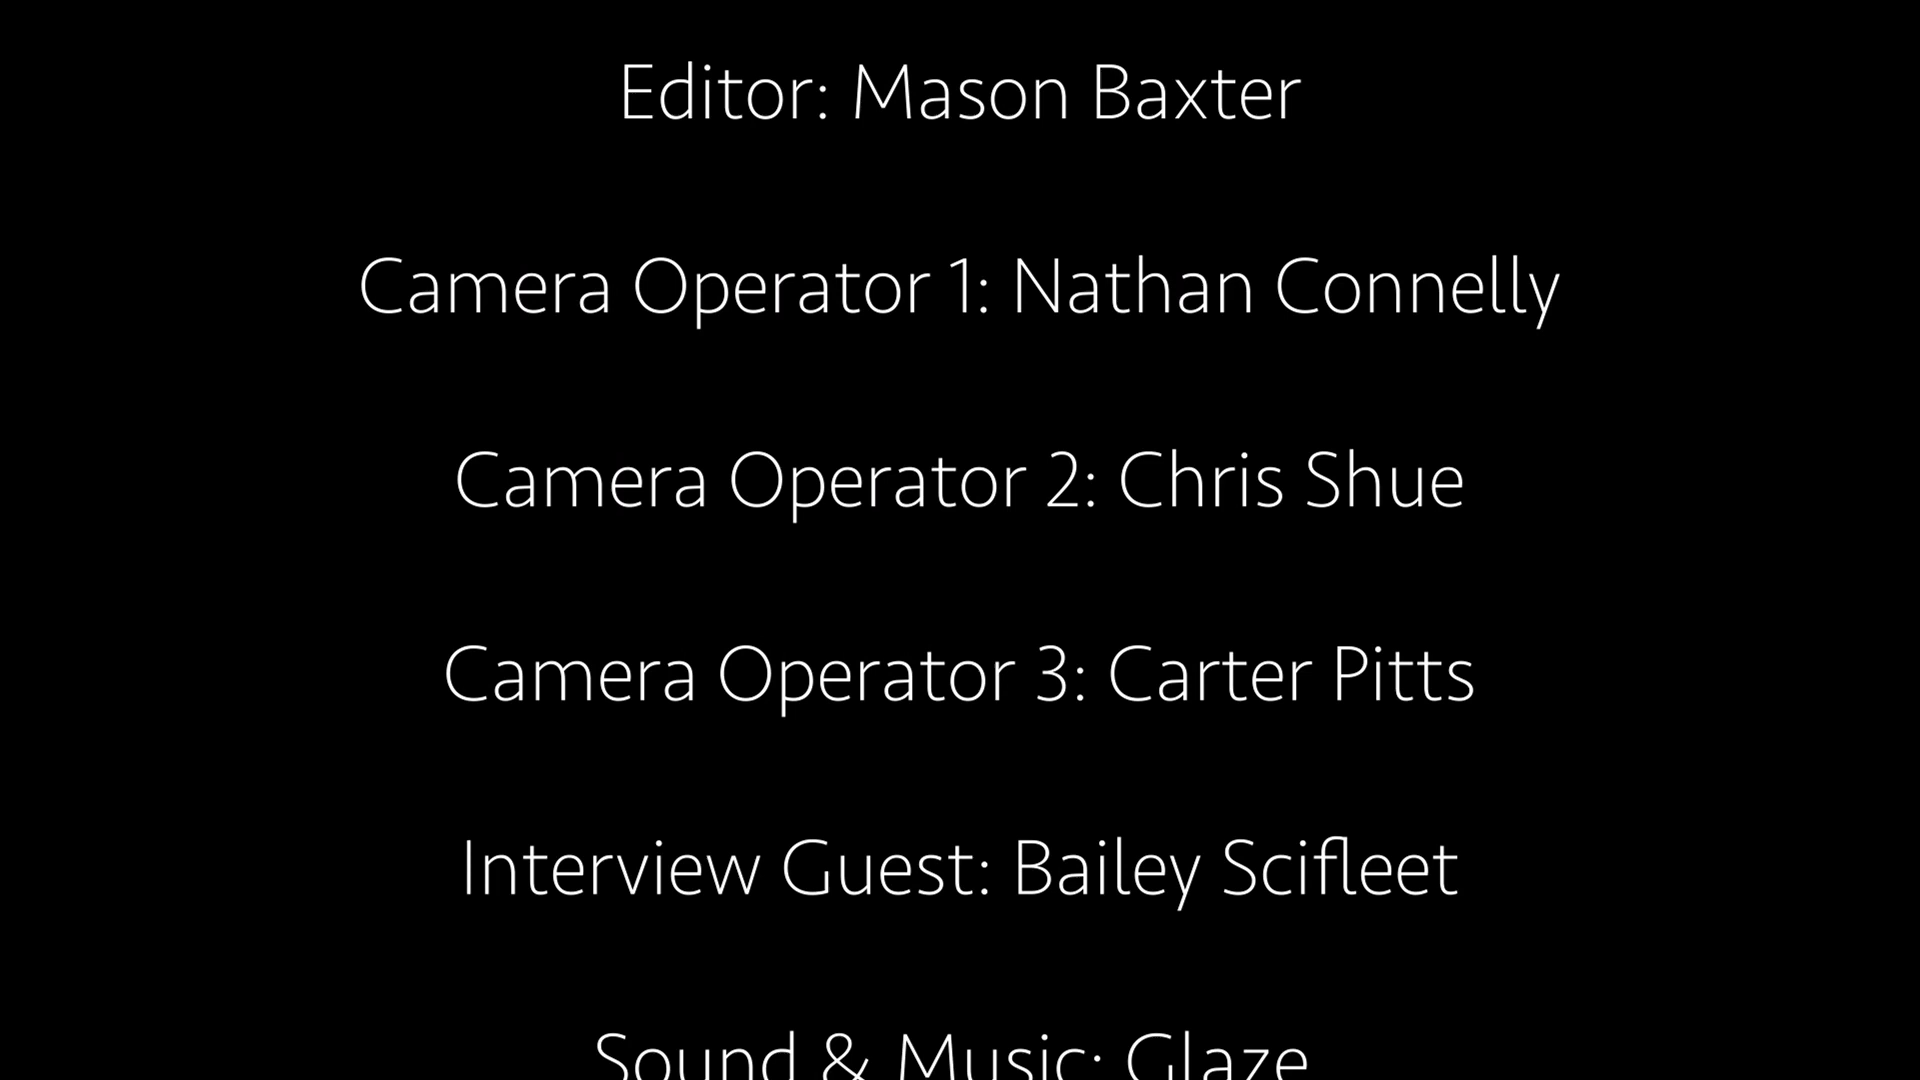 Editor: Mason Baxter
Camera Operator 1: Nathan Connelly
Camera Operator 2: Chris Shue
Camera Operator 3: Carter Pitts
Interview Guest: Bailey Scifleet
Sound & Music: Glaze